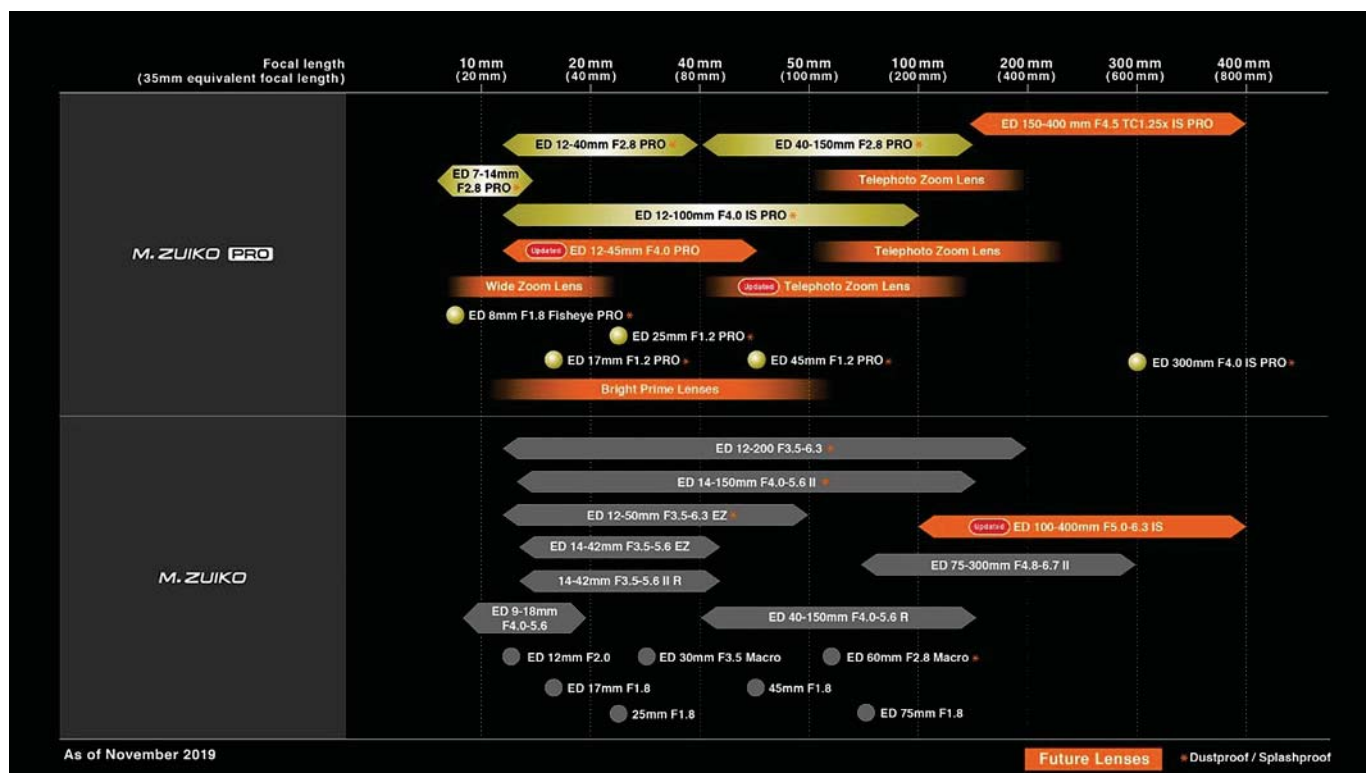 Focal length
(35mm equivalent focal length)
10 mm
(20 mm)
20 mm
(40 mm)
40 mm
(80 mm)
50 mm
(100 mm)
100 mm
(200 mm)
200 mm
(400 mm)
300 mm
(600 mm)
400 mm
(800 mm)
M.ZUIKO PRO
ED 150-400 mm F4.5 TC1.25x IS PRO
ED 12-40mm F2.8 PRO *
ED 40-150mm F2.8 PRO *
ED 7-14mm
F2.8 PRO *
Telephoto Zoom Lens
ED 12-100mm F4.0 IS PRO *
Updated ED 12-45mm F4.0 PRO
Telephoto Zoom Lens
Wide Zoom Lens
Updated Telephoto Zoom Lens
ED 8mm F1.8 Fisheye PRO *
ED 25mm F1.2 PRO *
ED 17mm F1.2 PRO *
ED 45mm F1.2 PRO *
ED 300mm F4.0 IS PRO *
Bright Prime Lenses
M.ZUIKO
ED 12-200 F3.5-6.3 *
ED 14-150mm F4.0-5.6 II *
ED 12-50mm F3.5-6.3 EZ *
Updated ED 100-400mm F5.0-6.3 IS
ED 14-42mm F3.5-5.6 EZ
ED 75-300mm F4.8-6.7 II
14-42mm F3.5-5.6 II R
ED 9-18mm
F4.0-5.6
ED 40-150mm F4.0-5.6 R
ED 12mm F2.0
ED 30mm F3.5 Macro
ED 60mm F2.8 Macro *
ED 17mm F1.8
45mm F1.8
25mm F1.8
ED 75mm F1.8
As of November 2019
Future Lenses
* Dustproof / Splashproof